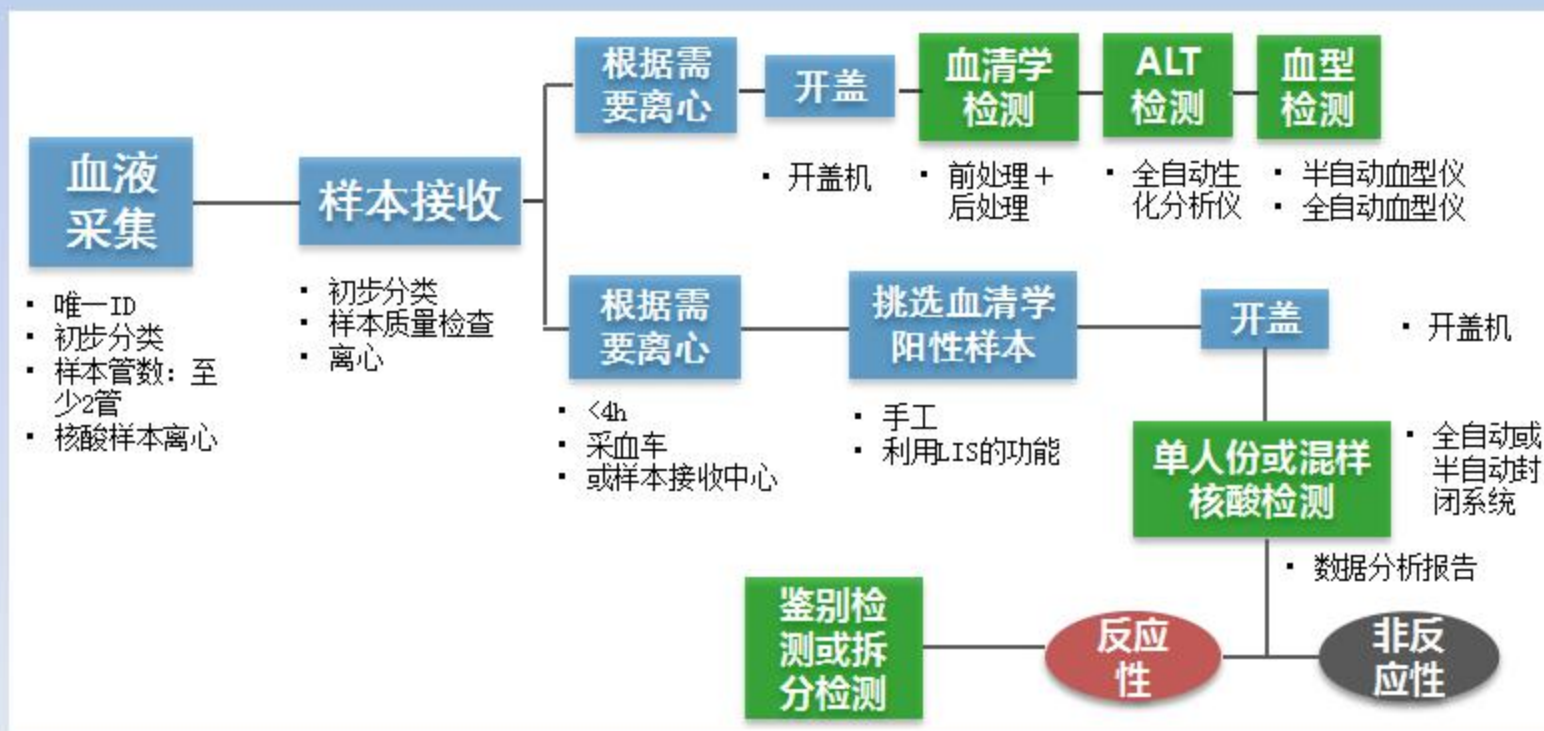 血液
采集
▪ 唯一ID
▪ 初步分类
▪ 样本管数：至
少2管
▪ 核酸样本离心
样本接收
▪ 初步分类
▪ 样本质量检查
▪ 离心
根据需
要离心
开盖
▪ 开盖机
血清学
检测
▪ 前处理＋
后处理
ALT
检测
▪ 全自动生
化分析仪
血型
检测
▪ 半自动血型仪
▪ 全自动血型仪
根据需
要离心
▪ <4h
▪ 采血车
▪ 或样本接收中心
挑选血清学
阳性样本
▪ 手工
▪ 利用LIS的功能
开盖
▪ 开盖机
单人份或混样
核酸检测
▪ 全自动或
半自动封
闭系统
▪ 数据分析报告
鉴别检
测或拆
分检测
反应
性
非反
应性